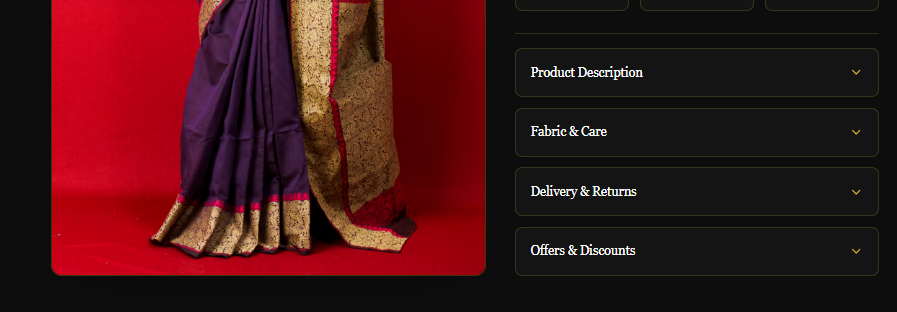 Product Description
Fabric & Care
Delivery & Returns
Offers & Discounts